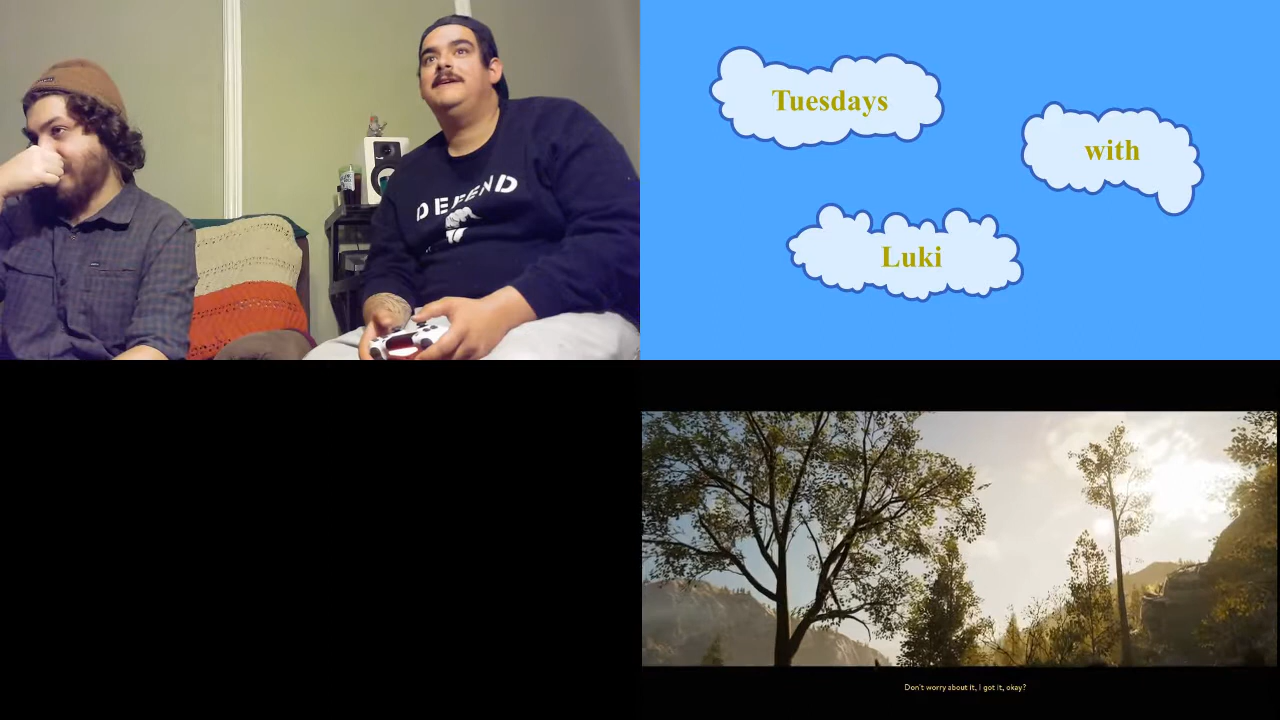 DEFEND
Tuesdays
with
Luki
Don't worry about it, I got it, okay?